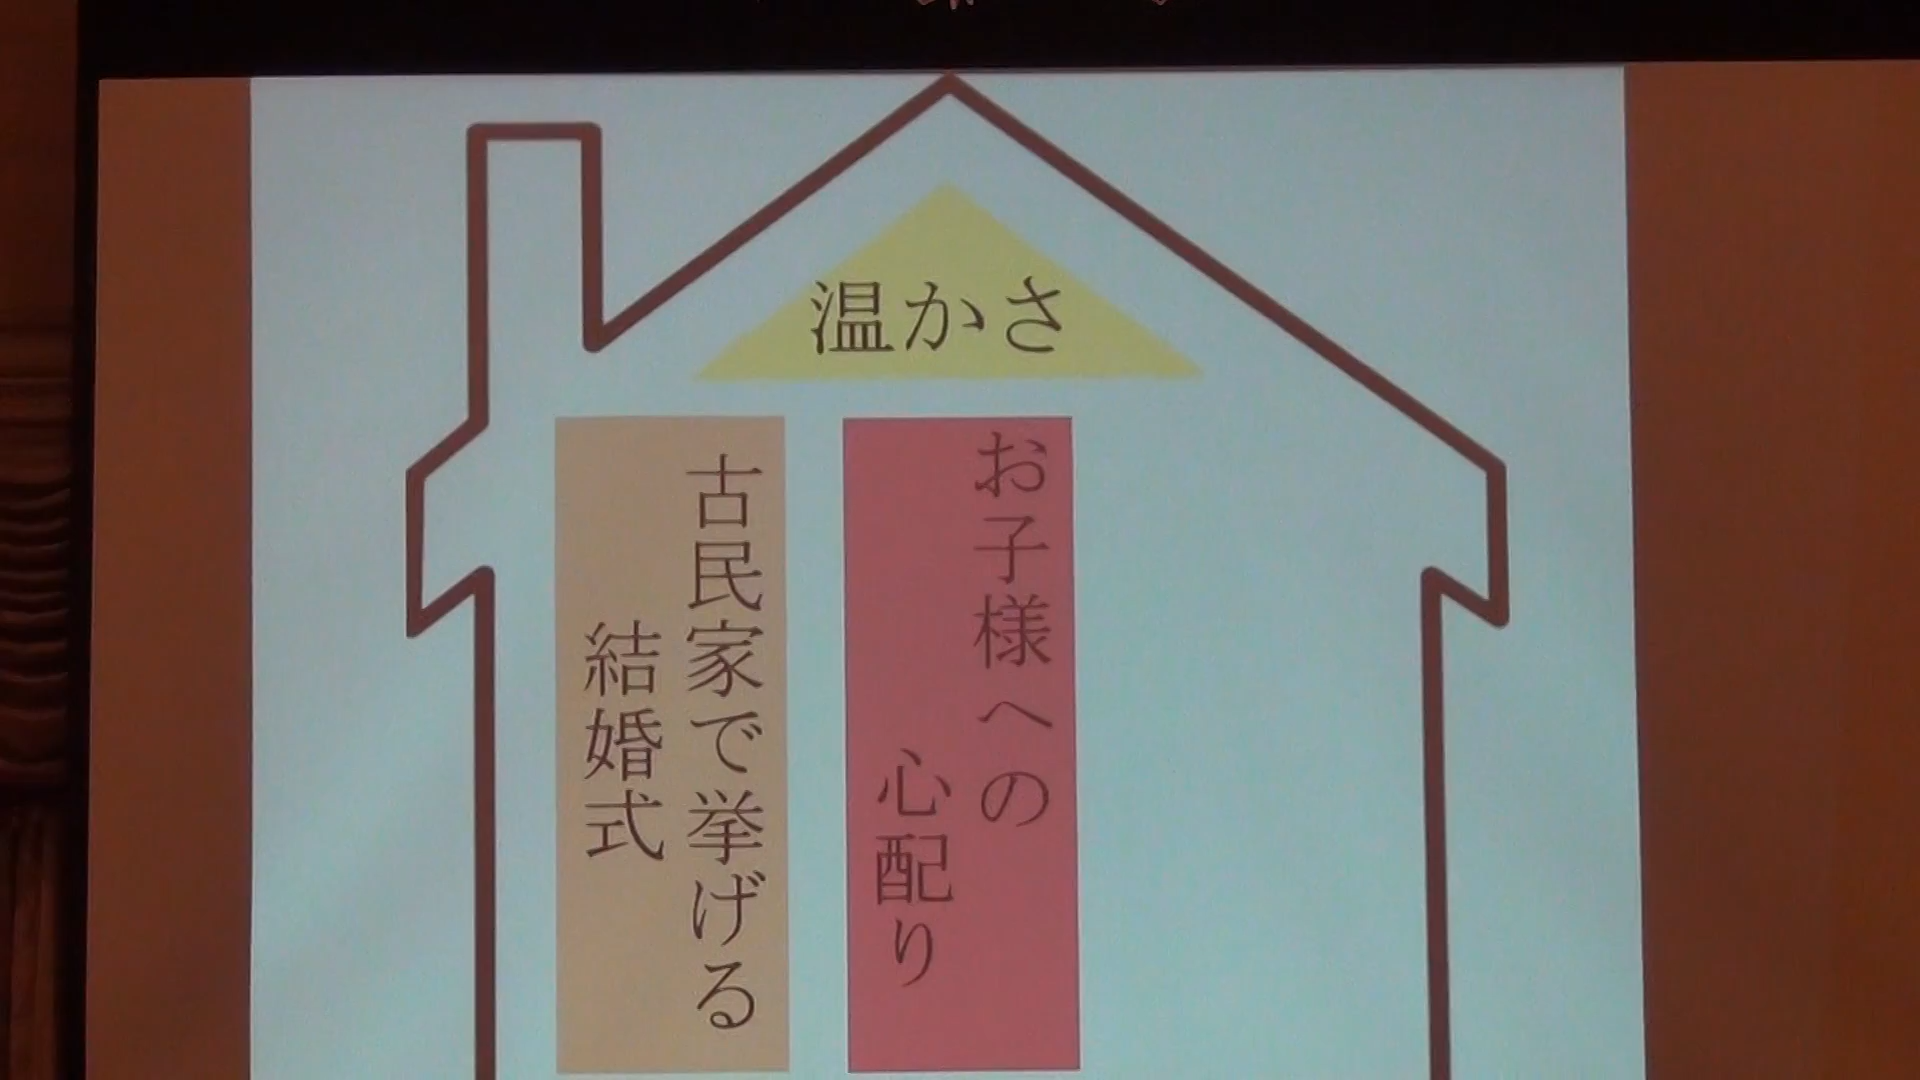 温かさ
お子様への
心配り
古民家で挙げる
結婚式